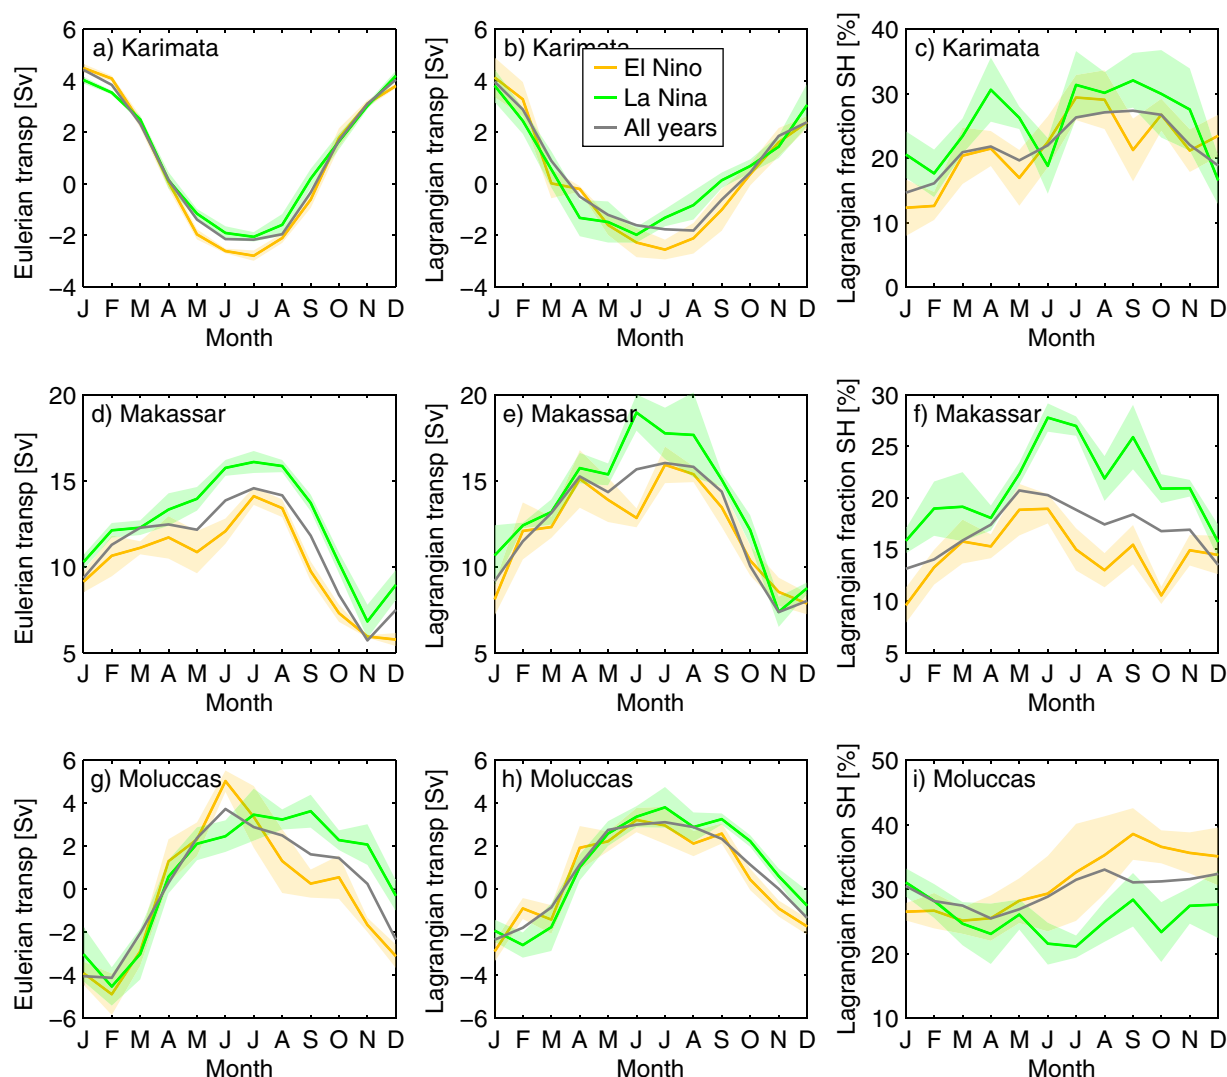 a) Karimata
Eulerian transp [Sv]
6
4
2
0
−2
−4
J F M A M J J A S O N D
Month
b) Karimata
Lagrangian transp [Sv]
6
4
2
0
−2
−4
J F M A M J J A S O N D
Month
El Nino
La Nina
All years
c) Karimata
Lagrangian fraction SH [%]
40
30
20
10
0
J F M A M J J A S O N D
Month
d) Makassar
Eulerian transp [Sv]
20
15
10
5
J F M A M J J A S O N D
Month
e) Makassar
Lagrangian transp [Sv]
20
15
10
5
J F M A M J J A S O N D
Month
f) Makassar
Lagrangian fraction SH [%]
30
25
20
15
10
5
J F M A M J J A S O N D
Month
g) Moluccas
Eulerian transp [Sv]
6
4
2
0
−2
−4
−6
J F M A M J J A S O N D
Month
h) Moluccas
Lagrangian transp [Sv]
6
4
2
0
−2
−4
−6
J F M A M J J A S O N D
Month
i) Moluccas
Lagrangian fraction SH [%]
50
40
30
20
10
J F M A M J J A S O N D
Month